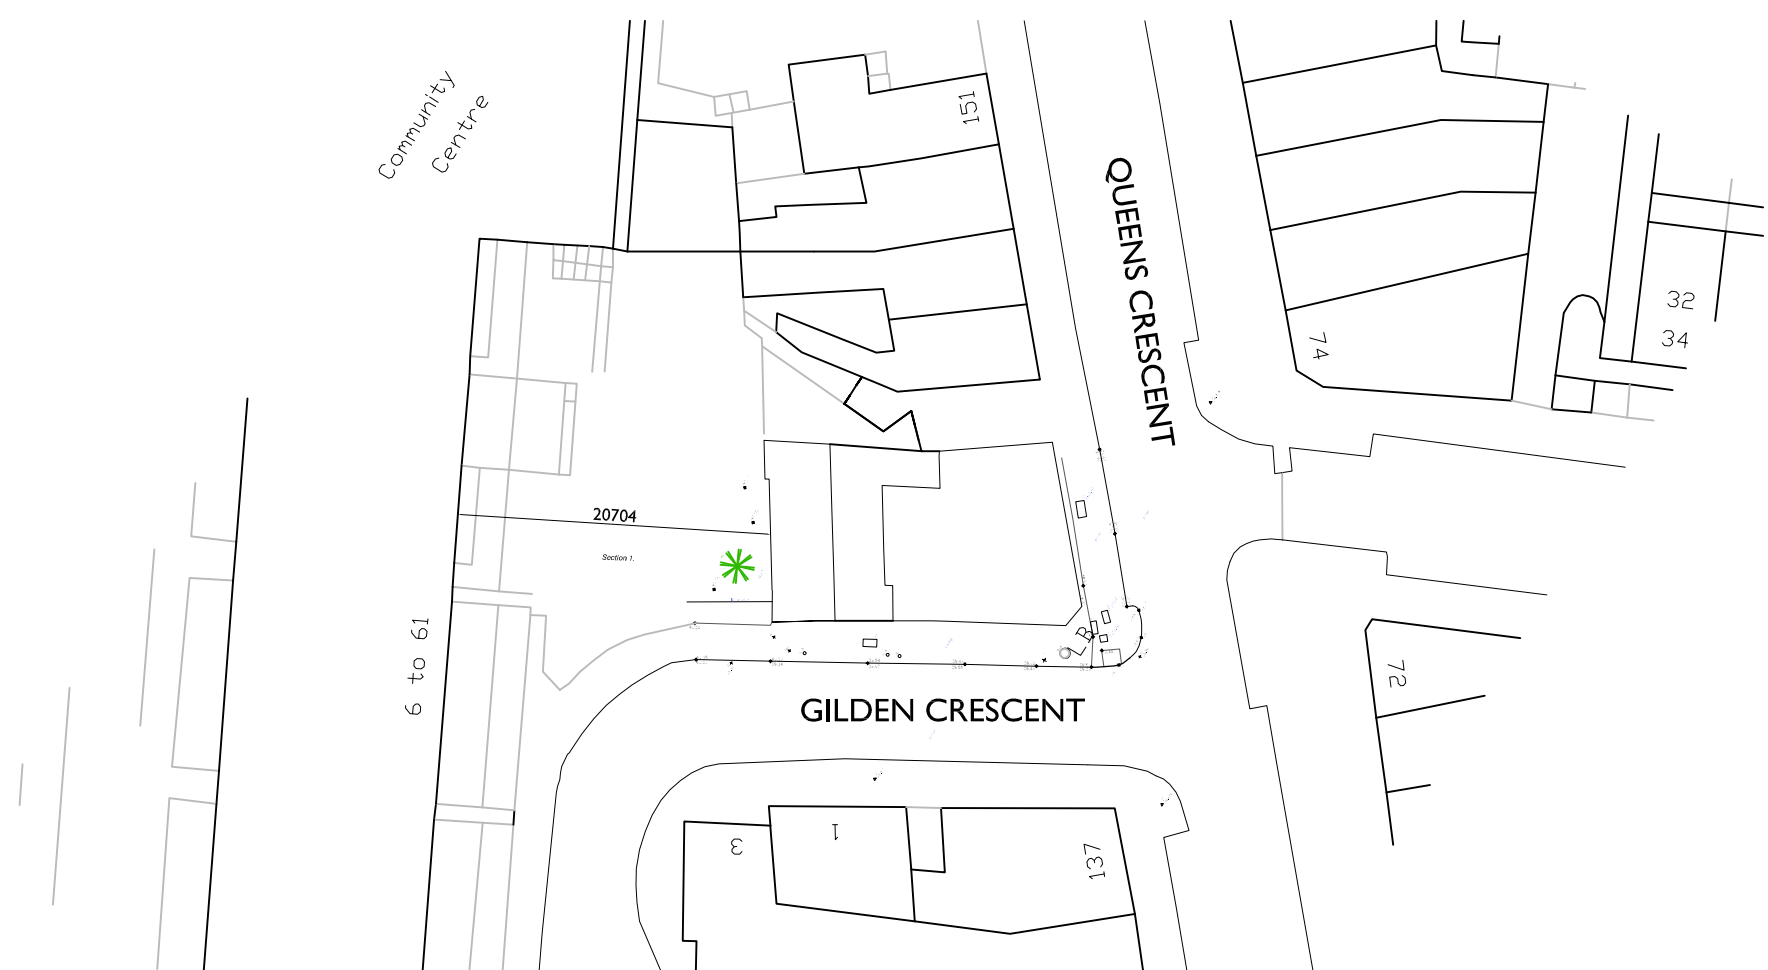 Community
Centre
151
QUEENS CRESCENT
32
34
74
20704
Section 1.
6 to 61
LB
72
GILDEN CRESCENT
1
3
137